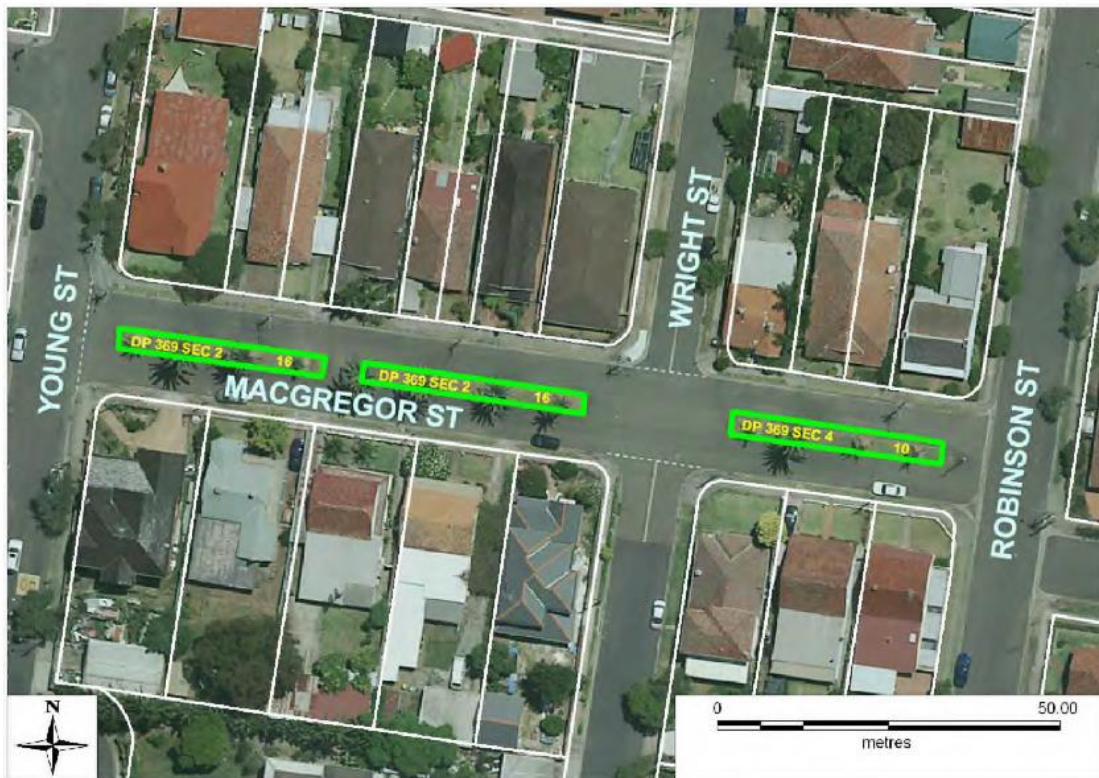 YOUNG ST
WRIGHT ST
ROBINSON ST
DP 369 SEC 2 16
DP 369 SEC 2 16
MACGREGOR ST
DP 369 SEC 4 10
N
0 50.00
metres